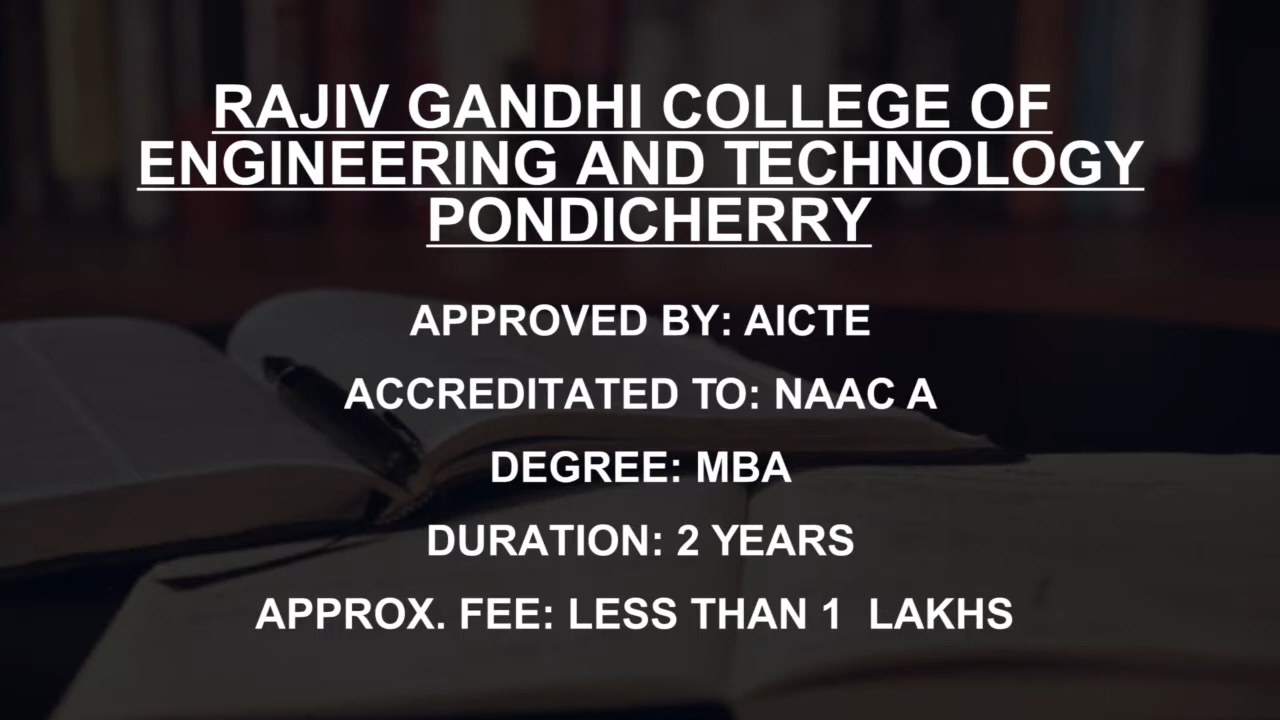 RAJIV GANDHI COLLEGE OF
ENGINEERING AND TECHNOLOGY
PONDICHERRY
APPROVED BY: AICTE
ACCREDITATED TO: NAAC A
DEGREE: MBA
DURATION: 2 YEARS
APPROX. FEE: LESS THAN 1  LAKHS